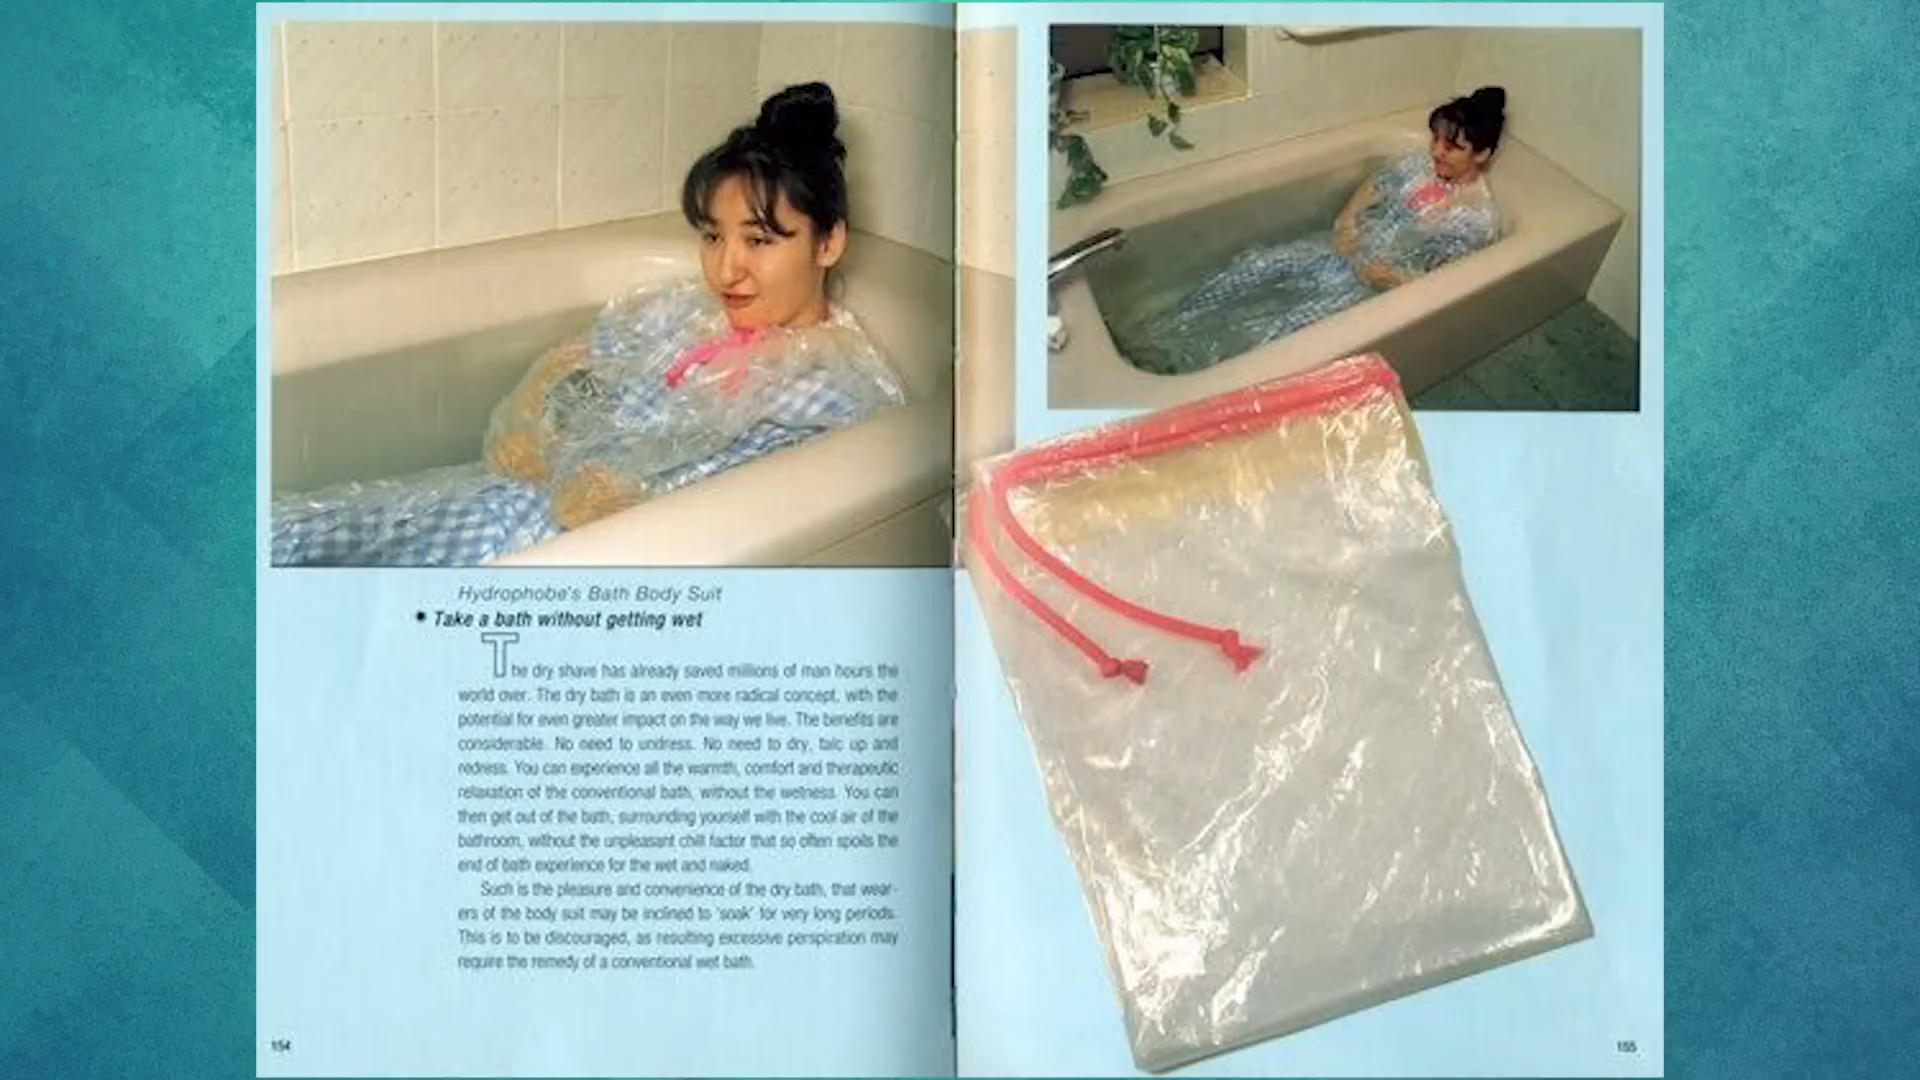 Hydrophobe's Bath Body Suit
* Take a bath without getting wet
The dry shave has already saved millions of man hours the
world over. The dry bath is an even more radical concept, with the
potential for even greater impact on the way we live. The benefits are
considerable. No need to undress. No need to dry, talc up and
redress. You can experience all the warmth, comfort and therapeutic
relaxation of the conventional bath, without the wetness. You can
then get out of the bath, surrounding yourself with the cool air of the
bathroom, without the unpleasant chill factor that so often spoils the
end of bath experience for the wet and naked.
Such is the pleasure and convenience of the dry bath, that wear-
ers of the body suit may be inclined to 'soak' for very long periods.
This is to be discouraged, as resulting excessive perspiration may
require the remedy of a conventional wet bath.
154
155